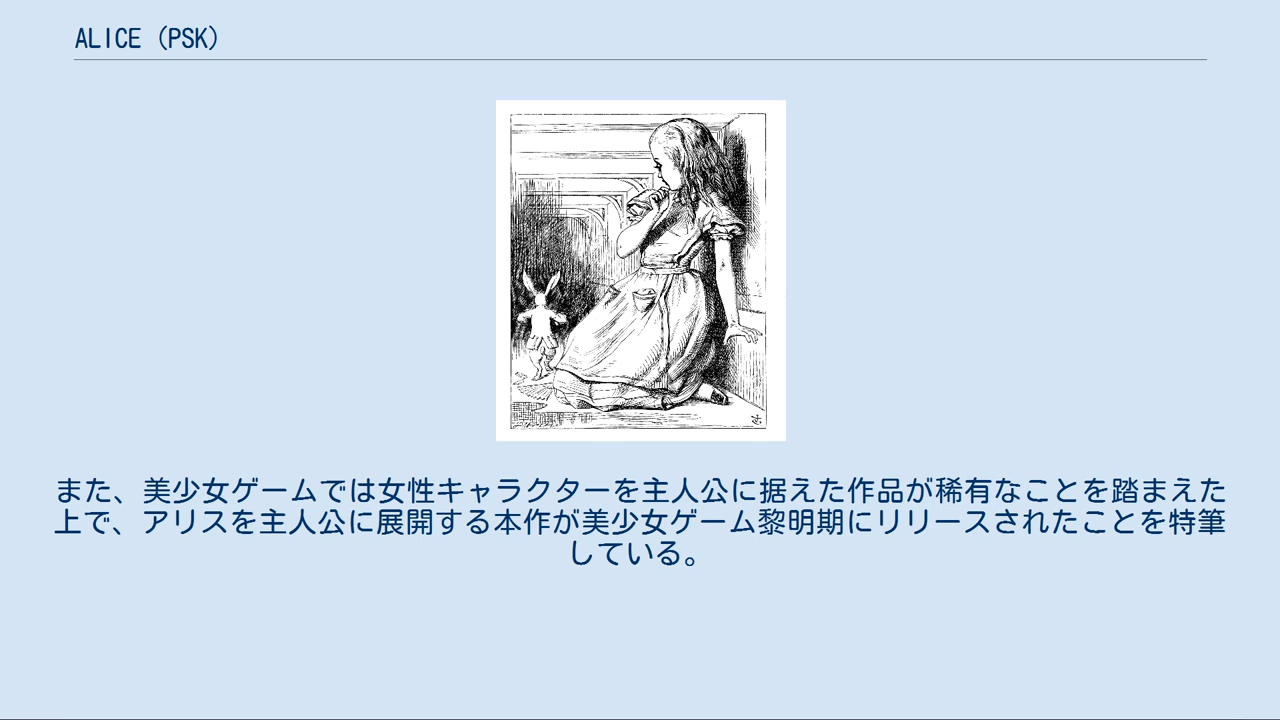 ALICE (PSK)
また、美少女ゲームでは女性キャラクターを主人公に据えた作品が稀有なことを踏まえた
上で、アリスを主人公に展開する本作が美少女ゲーム黎明期にリリースされたことを特筆
している。